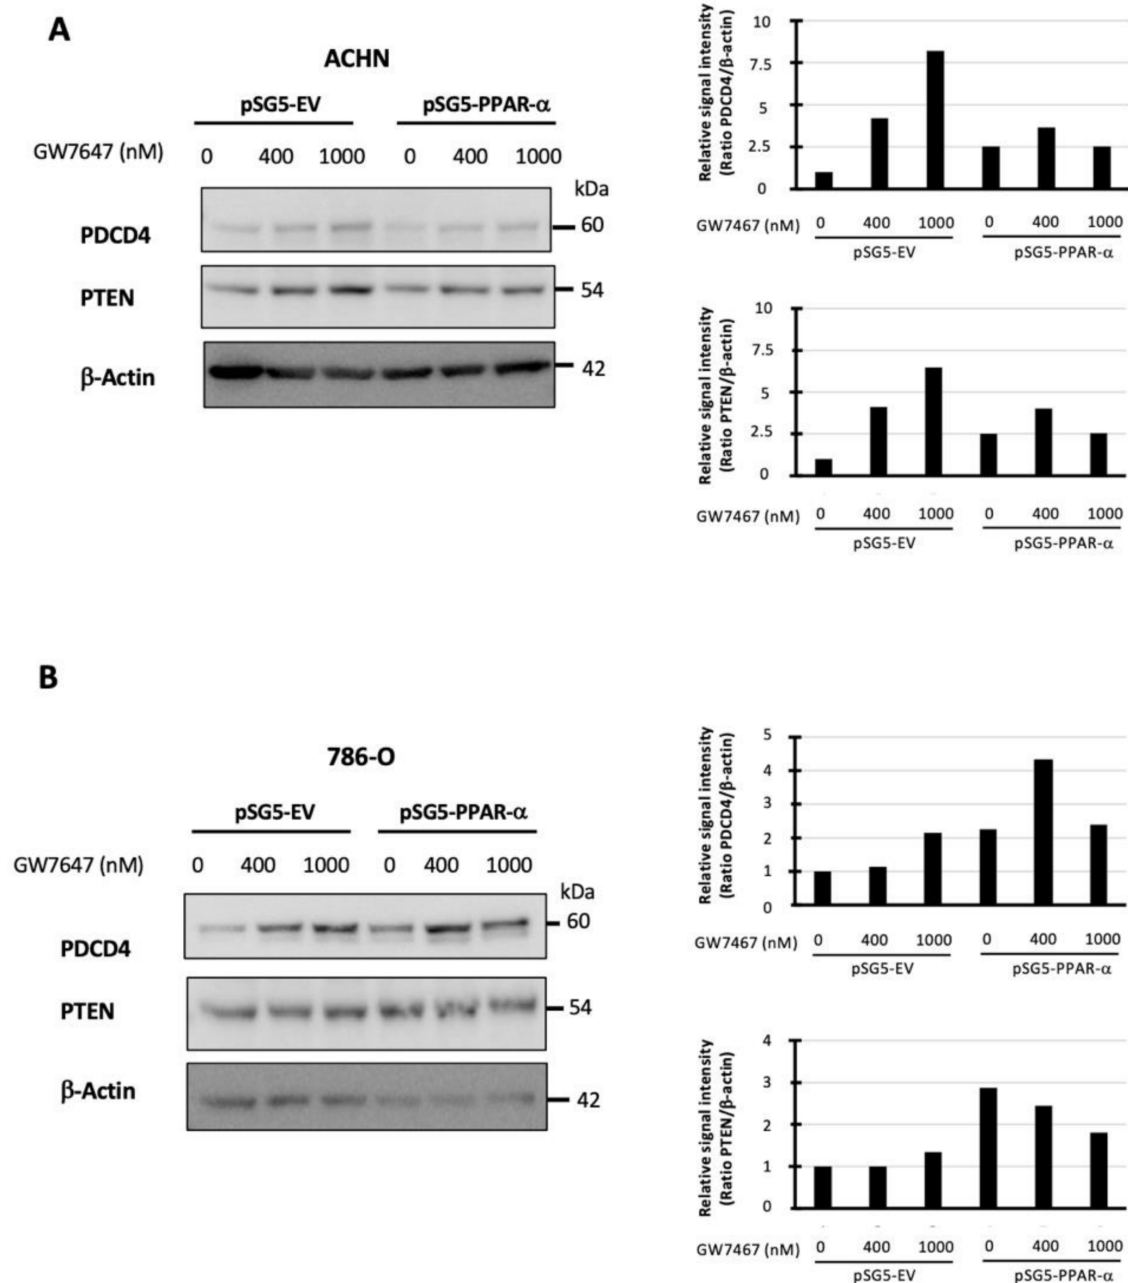 A
ACHN
pSG5-EV pSG5-PPAR-α
GW7647 (nM) 0 400 1000 0 400 1000
kDa
PDCD4 60
PTEN 54
β-Actin 42
Relative signal intensity
(Ratio PDCD4/β-actin)
10
7.5
5
2.5
0
GW7467 (nM) 0 400 1000 0 400 1000
pSG5-EV pSG5-PPAR-α
Relative signal intensity
(Ratio PTEN/β-actin)
10
7.5
5
2.5
0
GW7467 (nM) 0 400 1000 0 400 1000
pSG5-EV pSG5-PPAR-α
B
786-O
pSG5-EV pSG5-PPAR-α
GW7647 (nM) 0 400 1000 0 400 1000
kDa
PDCD4 60
PTEN 54
β-Actin 42
Relative signal intensity
(Ratio PDCD4/β-actin)
5
4
3
2
1
0
GW7467 (nM) 0 400 1000 0 400 1000
pSG5-EV pSG5-PPAR-α
Relative signal intensity
(Ratio PTEN/β-actin)
4
3
2
1
0
GW7467 (nM) 0 400 1000 0 400 1000
pSG5-EV pSG5-PPAR-α